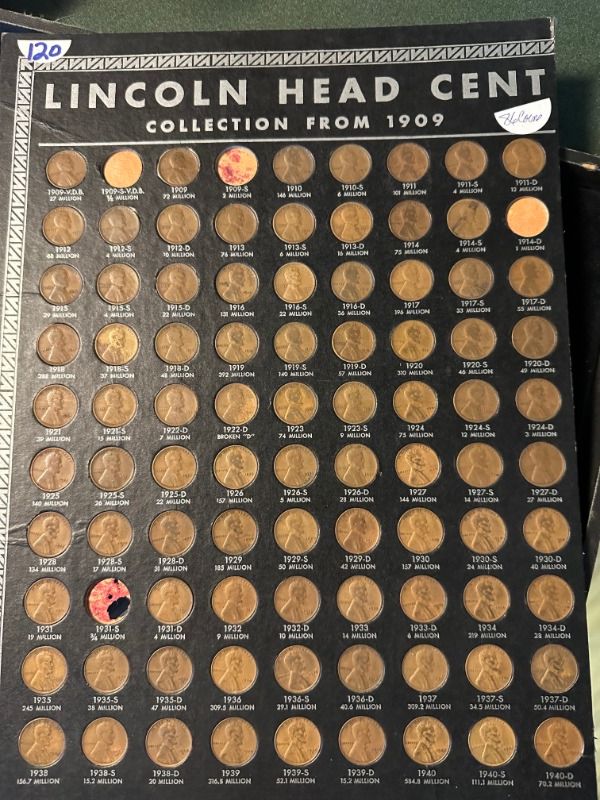 120
LINCOLN HEAD CENT
COLLECTION FROM 1909
86 Coins
1909-V.D.B. 1909-S-V.D.B. 1909 1909-S 1910 1910-S 1911 1911-S 1911-D
27 MILLION ½ MILLION 72 MILLION 2 MILLION 146 MILLION 6 MILLION 101 MILLION 4 MILLION 12 MILLION
1912 1912-S 1912-D 1913 1913-S 1913-D 1914 1914-S 1914-D
68 MILLION 4 MILLION 10 MILLION 76 MILLION 6 MILLION 16 MILLION 75 MILLION 4 MILLION 1 MILLION
1915 1915-S 1915-D 1916 1916-S 1916-D 1917 1917-S 1917-D
29 MILLION 4 MILLION 22 MILLION 131 MILLION 22 MILLION 36 MILLION 196 MILLION 33 MILLION 55 MILLION
1918 1918-S 1918-D 1919 1919-S 1919-D 1920 1920-S 1920-D
288 MILLION 37 MILLION 48 MILLION 392 MILLION 140 MILLION 57 MILLION 310 MILLION 46 MILLION 49 MILLION
1921 1921-S 1922-D 1922-D 1923 1923-S 1924 1924-S 1924-D
39 MILLION 15 MILLION 7 MILLION BROKEN "D" 74 MILLION 9 MILLION 75 MILLION 12 MILLION 3 MILLION
1925 1925-S 1925-D 1926 1926-S 1926-D 1927 1927-S 1927-D
140 MILLION 26 MILLION 22 MILLION 157 MILLION 5 MILLION 28 MILLION 144 MILLION 14 MILLION 27 MILLION
1928 1928-S 1928-D 1929 1929-S 1929-D 1930 1930-S 1930-D
134 MILLION 17 MILLION 31 MILLION 185 MILLION 50 MILLION 42 MILLION 157 MILLION 24 MILLION 40 MILLION
1931 1931-S 1931-D 1932 1932-D 1933 1933-D 1934 1934-D
19 MILLION ¾ MILLION 4 MILLION 9 MILLION 10 MILLION 14 MILLION 6 MILLION 219 MILLION 28 MILLION
1935 1935-S 1935-D 1936 1936-S 1936-D 1937 1937-S 1937-D
245 MILLION 38 MILLION 47 MILLION 309.5 MILLION 29.1 MILLION 40.6 MILLION 309.2 MILLION 34.5 MILLION 50.4 MILLION
1938 1938-S 1938-D 1939 1939-S 1939-D 1940 1940-S 1940-D
156.7 MILLION 15.2 MILLION 20 MILLION 316.5 MILLION 52.1 MILLION 15.2 MILLION 584.8 MILLION 111.1 MILLION 70.2 MILLION